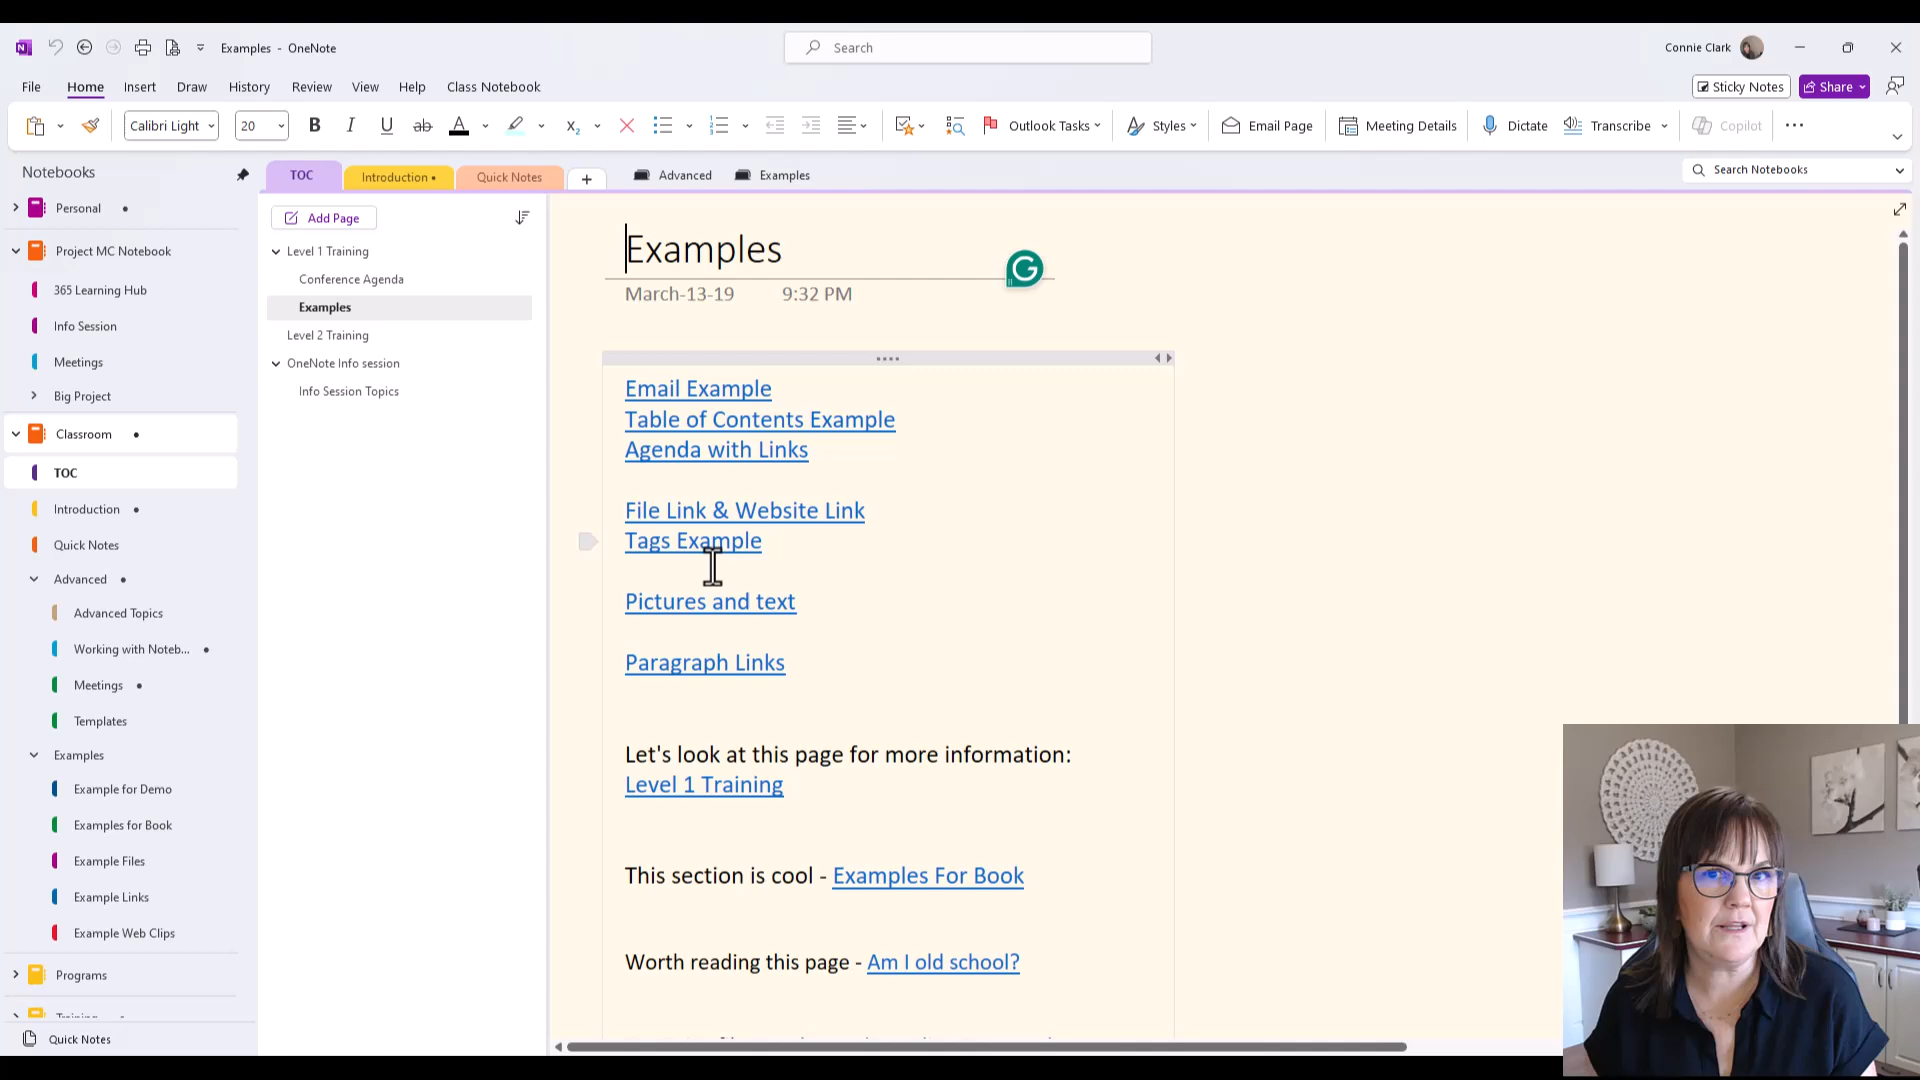 Examples - OneNote
Search
Connie Clark
File Home Insert Draw History Review View Help Class Notebook
Sticky Notes
Share
Calibri Light 20 B I U ab A X2
Outlook Tasks
Styles
Email Page
Meeting Details
Dictate
Transcribe
Copilot
Notebooks
TOC
Introduction
Quick Notes
Advanced
Examples
Search Notebooks
Personal
Project MC Notebook
365 Learning Hub
Info Session
Meetings
Big Project
Classroom
TOC
Introduction
Quick Notes
Advanced
Advanced Topics
Working with Noteb...
Meetings
Templates
Examples
Example for Demo
Examples for Book
Example Files
Example Links
Example Web Clips
Programs
Quick Notes
Add Page
Level 1 Training
Conference Agenda
Examples
Level 2 Training
OneNote Info session
Info Session Topics
Examples
March-13-19 9:32 PM
Email Example
Table of Contents Example
Agenda with Links
File Link & Website Link
Tags Example
Pictures and text
Paragraph Links
Let's look at this page for more information:
Level 1 Training
This section is cool - Examples For Book
Worth reading this page - Am I old school?